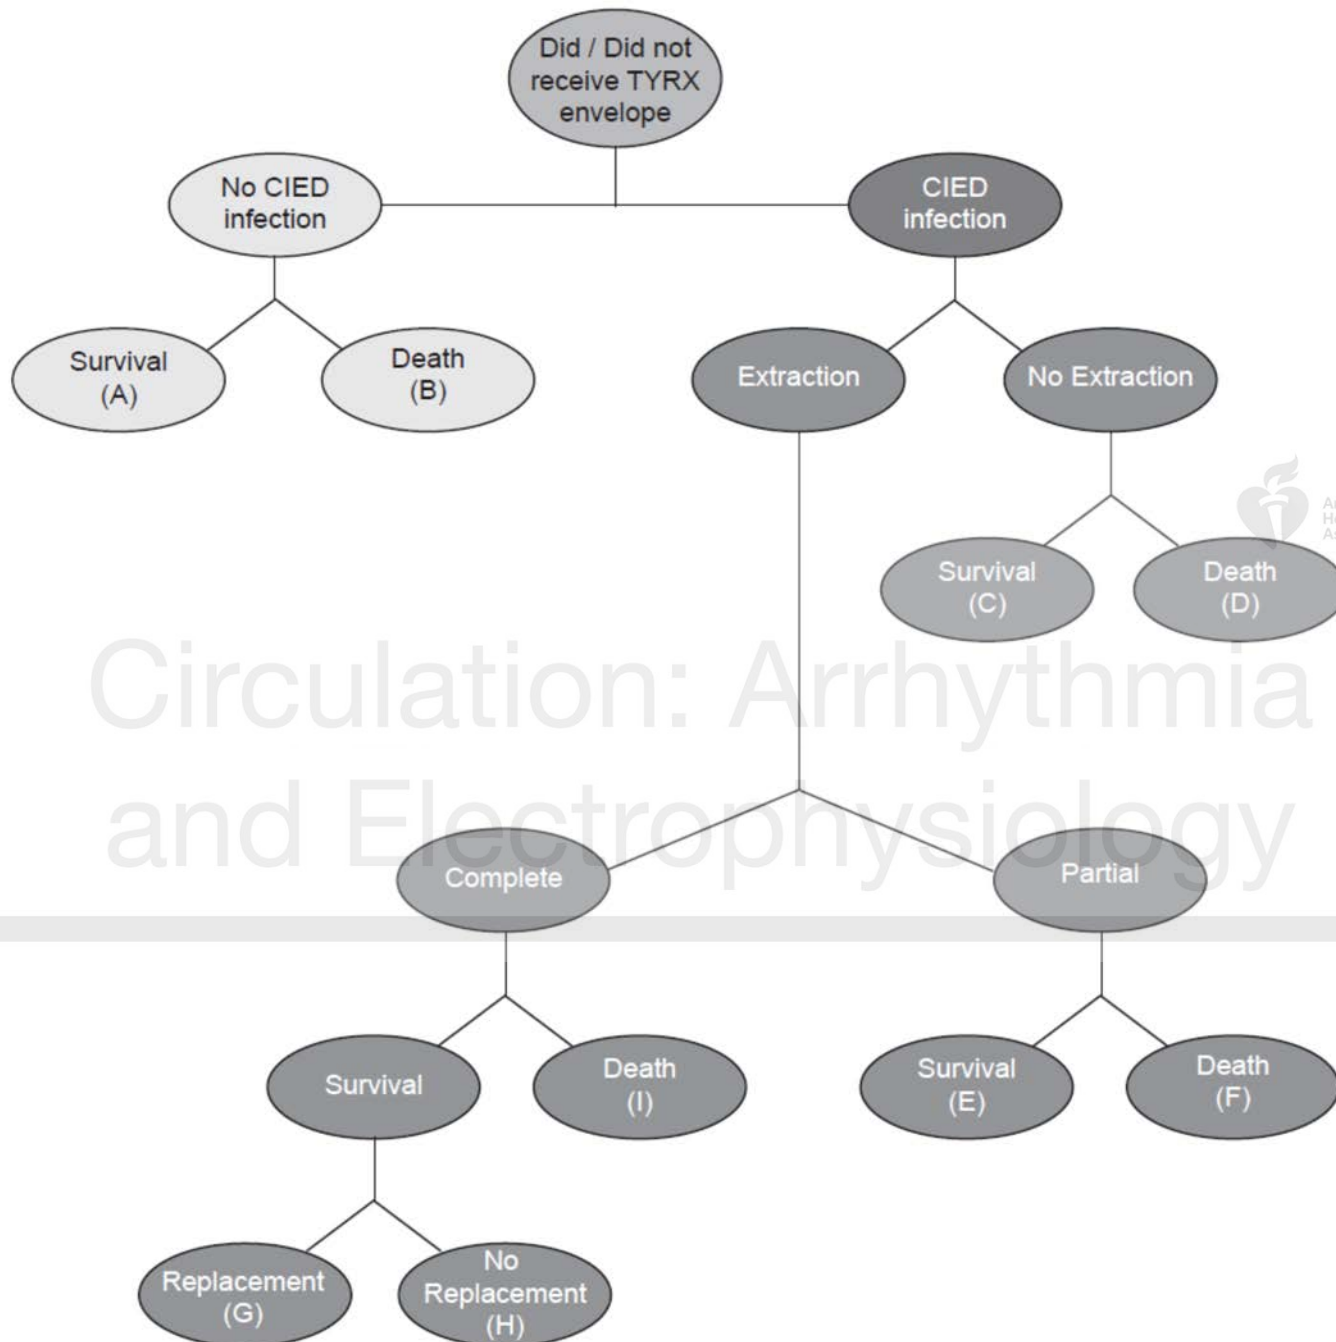 Did / Did not
receive TYRX
envelope
No CIED
infection
CIED
infection
Survival
(A)
Death
(B)
Extraction
No Extraction
Survival
(C)
Death
(D)
Circulation: Arrhythmia
and Electrophysiology
Complete
Partial
Survival
Death
(I)
Survival
(E)
Death
(F)
Replacement
(G)
No
Replacement
(H)